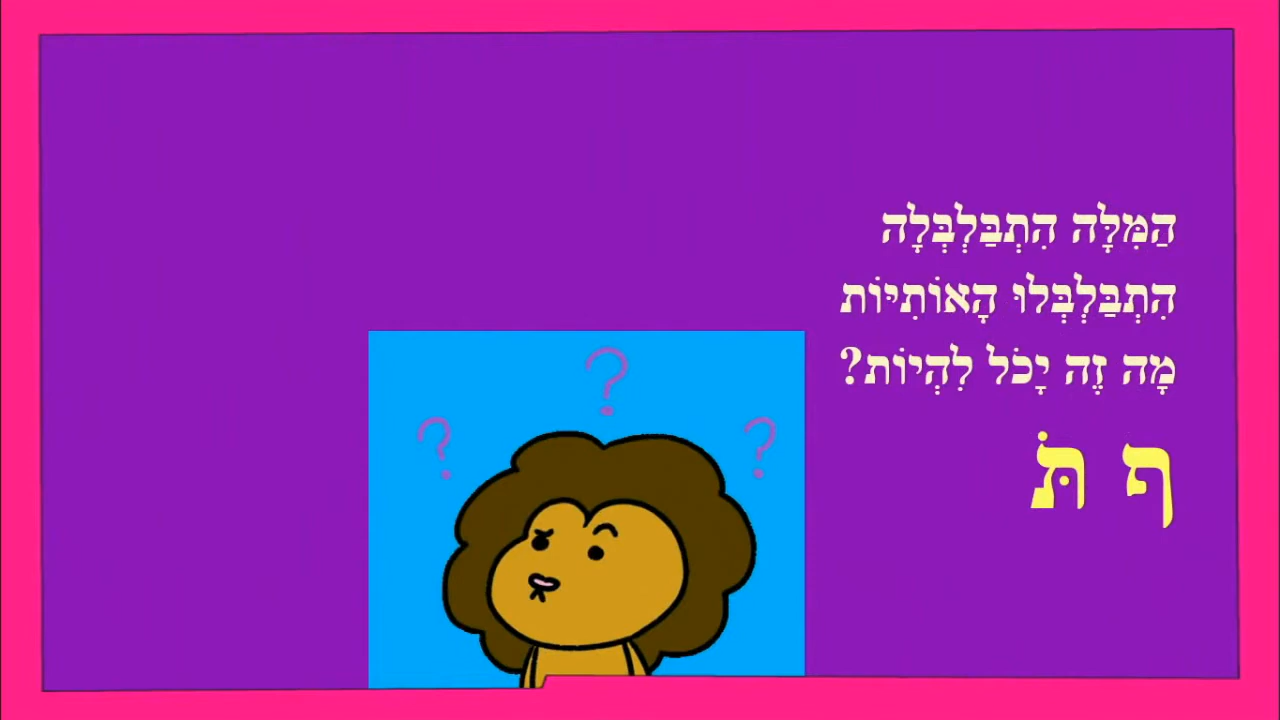 הַמִּלָּה הִתְבַּלְבְּלָה
הִתְבַּלְבְּלוּ הָאוֹתִיּוֹת
מָה זֶה יָכֹל לִהְיוֹת?
ף תֹּ